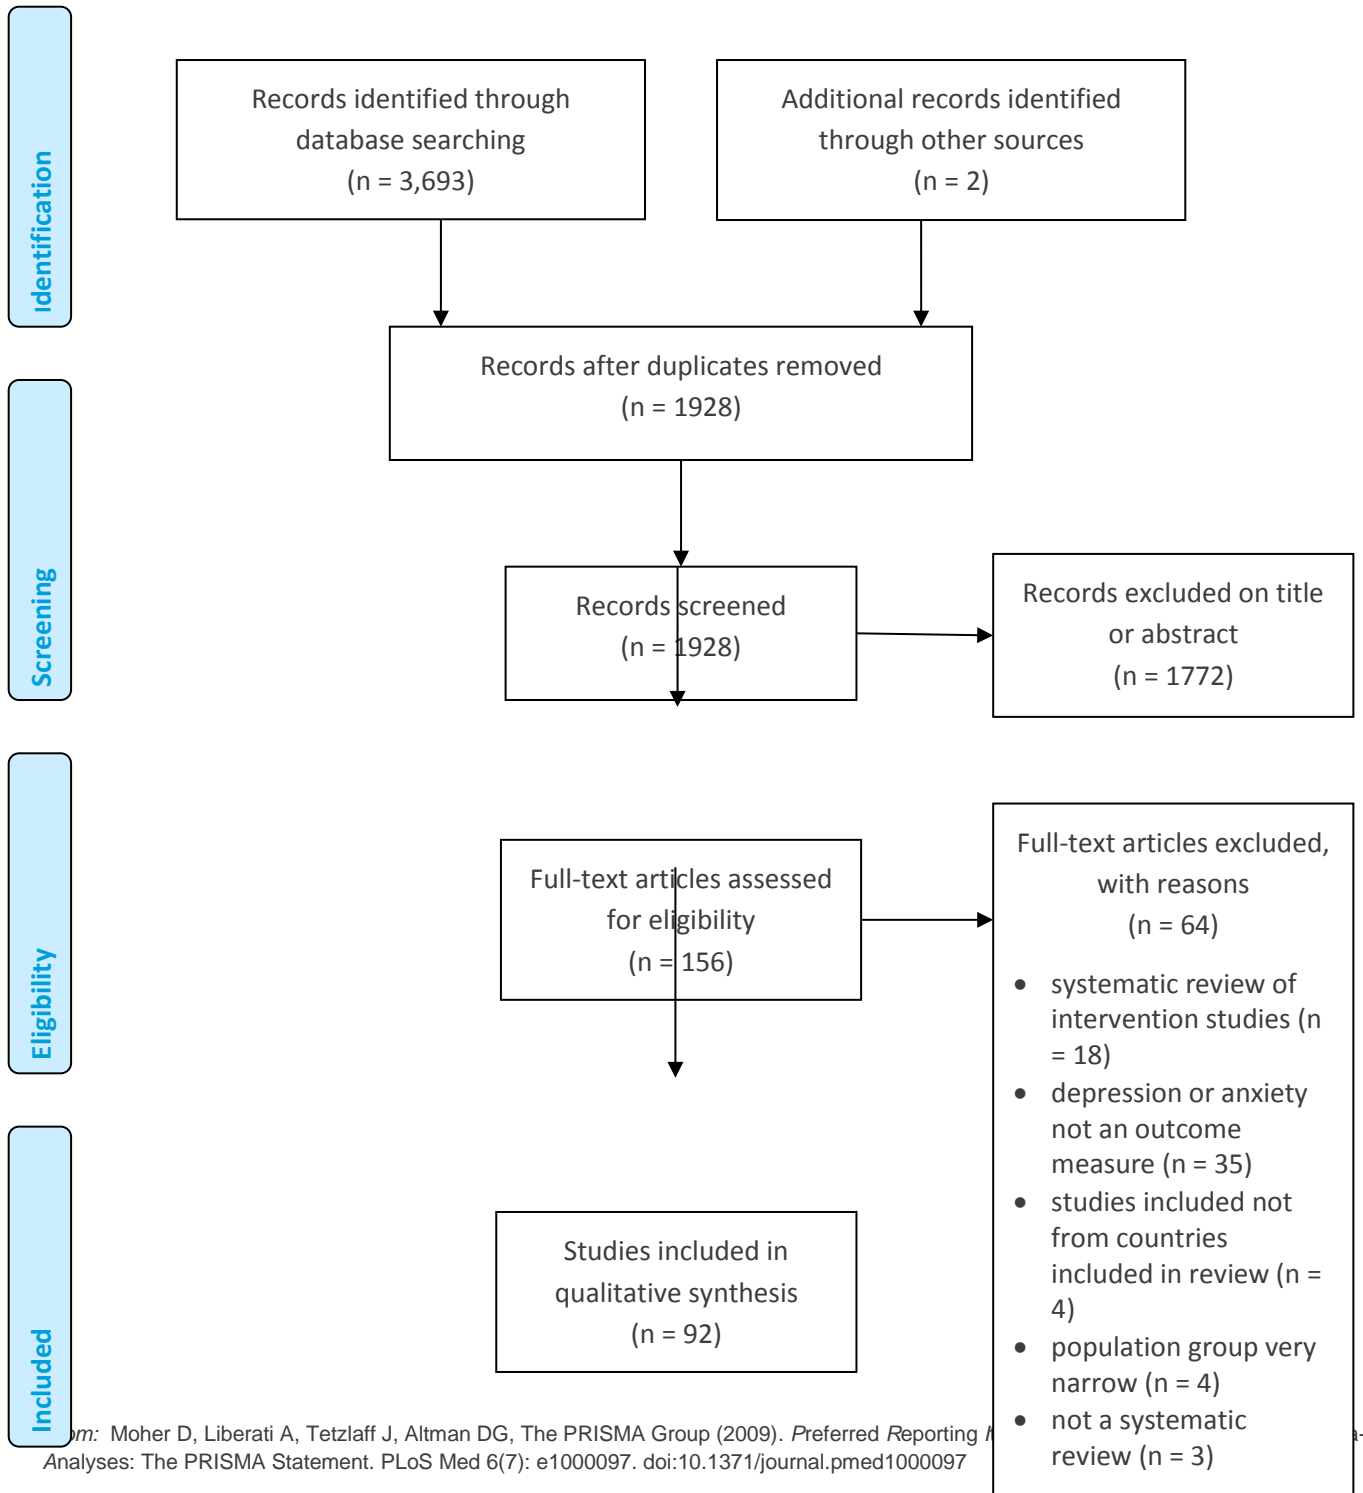 Identification
Records identified through
database searching
(n = 3,693)
Additional records identified
through other sources
(n = 2)
Records after duplicates removed
(n = 1928)
Screening
Records screened
(n = 1928)
Records excluded on title
or abstract
(n = 1772)
Eligibility
Full-text articles assessed
for eligibility
(n = 156)
Full-text articles excluded,
with reasons
(n = 64)
• systematic review of
intervention studies (n
= 18)
• depression or anxiety
not an outcome
measure (n = 35)
• studies included not
from countries
included in review (n =
4)
• population group very
narrow (n = 4)
• not a systematic
review (n = 3)
Included
Studies included in
qualitative synthesis
(n = 92)
Moher D, Liberati A, Tetzlaff J, Altman DG, The PRISMA Group (2009). Preferred Reporting
Analyses: The PRISMA Statement. PLoS Med 6(7): e1000097. doi:10.1371/journal.pmed1000097